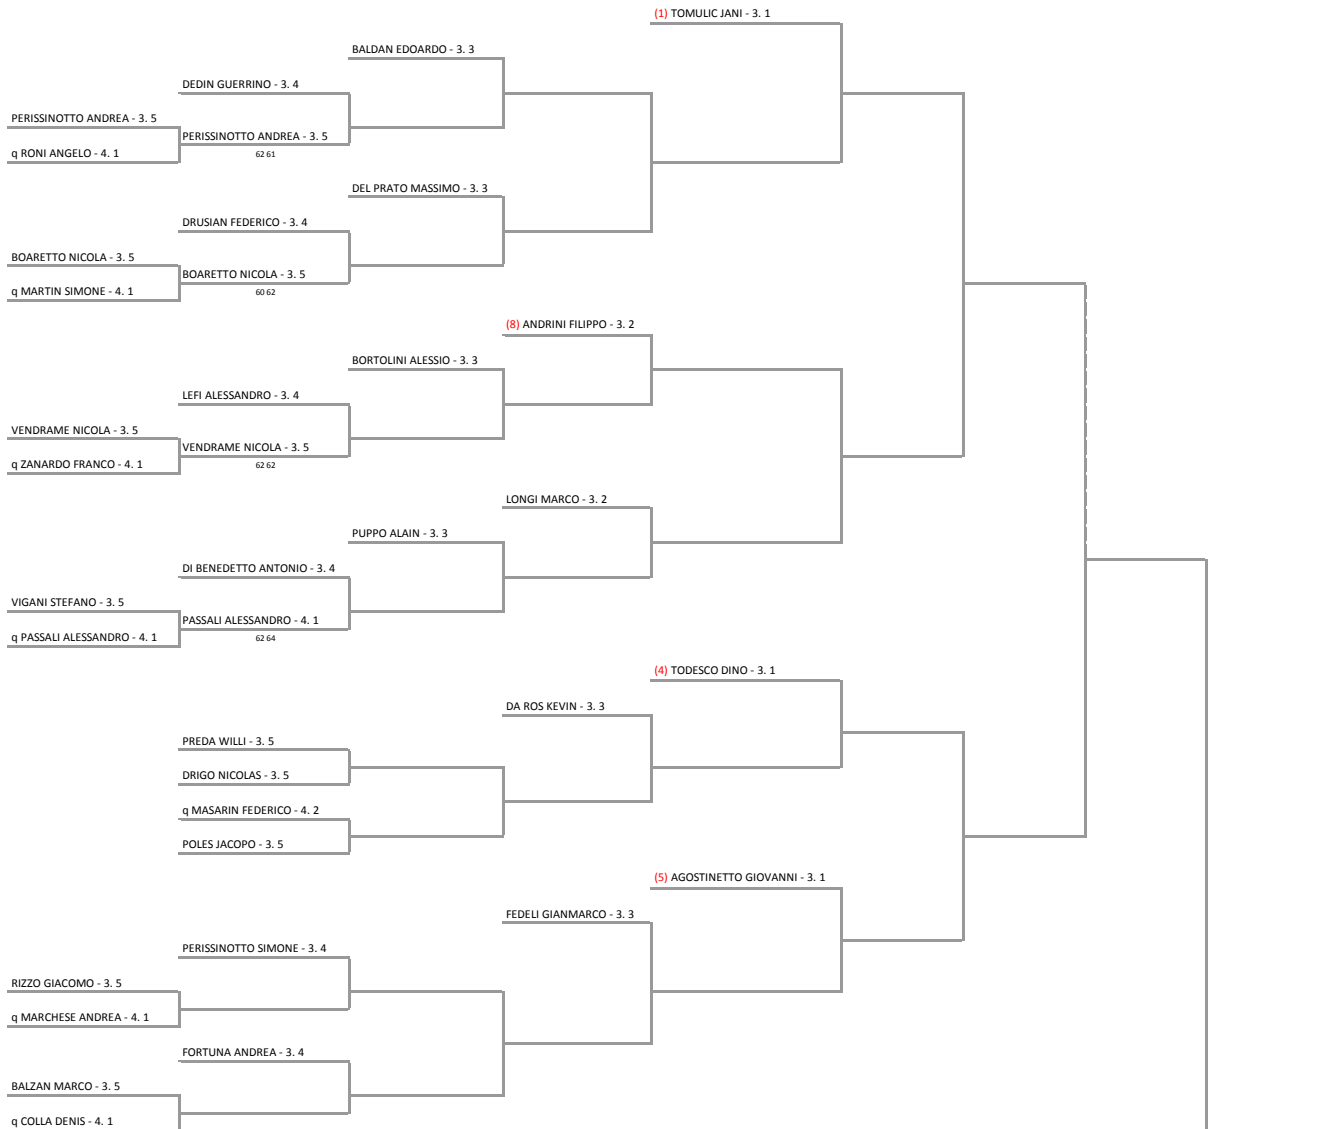 (1) TOMULIC JANI - 3. 1
BALDAN EDOARDO - 3. 3
DEDIN GUERRINO - 3. 4
PERISSINOTTO ANDREA - 3. 5
PERISSINOTTO ANDREA - 3. 5
q RONI ANGELO - 4. 1
62 61
DEL PRATO MASSIMO - 3. 3
DRUSIAN FEDERICO - 3. 4
BOARETTO NICOLA - 3. 5
BOARETTO NICOLA - 3. 5
q MARTIN SIMONE - 4. 1
60 62
(8) ANDRINI FILIPPO - 3. 2
BORTOLINI ALESSIO - 3. 3
LEFI ALESSANDRO - 3. 4
VENDRAME NICOLA - 3. 5
VENDRAME NICOLA - 3. 5
q ZANARDO FRANCO - 4. 1
62 62
LONGI MARCO - 3. 2
PUPPO ALAIN - 3. 3
DI BENEDETTO ANTONIO - 3. 4
VIGANI STEFANO - 3. 5
PASSALI ALESSANDRO - 4. 1
q PASSALI ALESSANDRO - 4. 1
62 64
(4) TODESCO DINO - 3. 1
DA ROS KEVIN - 3. 3
PREDA WILLI - 3. 5
DRIGO NICOLAS - 3. 5
q MASARIN FEDERICO - 4. 2
POLES JACOPO - 3. 5
(5) AGOSTINETTO GIOVANNI - 3. 1
FEDELI GIANMARCO - 3. 3
PERISSINOTTO SIMONE - 3. 4
RIZZO GIACOMO - 3. 5
q MARCHESE ANDREA - 4. 1
FORTUNA ANDREA - 3. 4
BALZAN MARCO - 3. 5
q COLLA DENIS - 4. 1